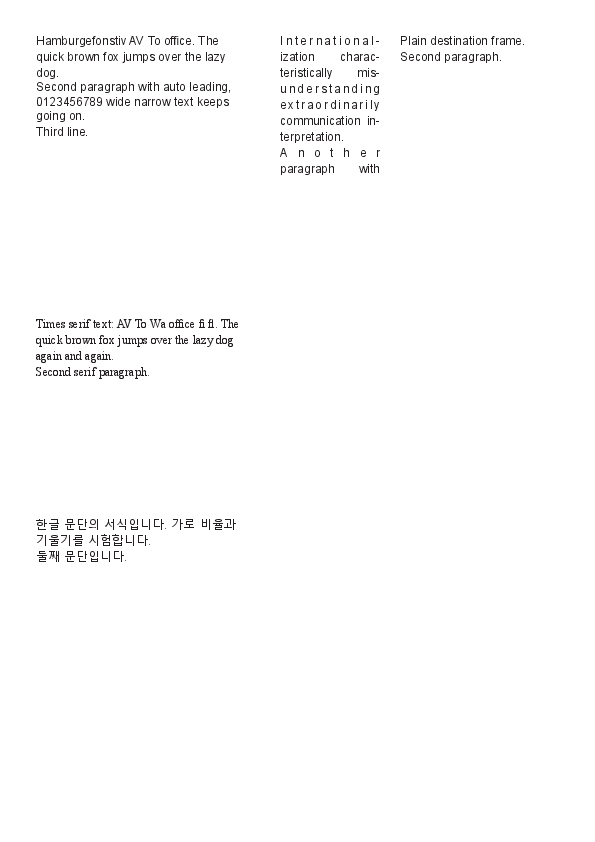 Hamburgefonstiv AV To office. The
quick brown fox jumps over the lazy
dog.
Second paragraph with auto leading,
0123456789 wide narrow text keeps
going on.
Third line.
International-
ization charac-
teristically mis-
understanding
extraordinarily
communication in-
terpretation.
Another
paragraph with
Plain destination frame.
Second paragraph.
Times serif text: AV To Wa office fi fl. The
quick brown fox jumps over the lazy dog
again and again.
Second serif paragraph.
한글 문단의 서식입니다. 가로 비율과
기울기를 시험합니다.
둘째 문단입니다.